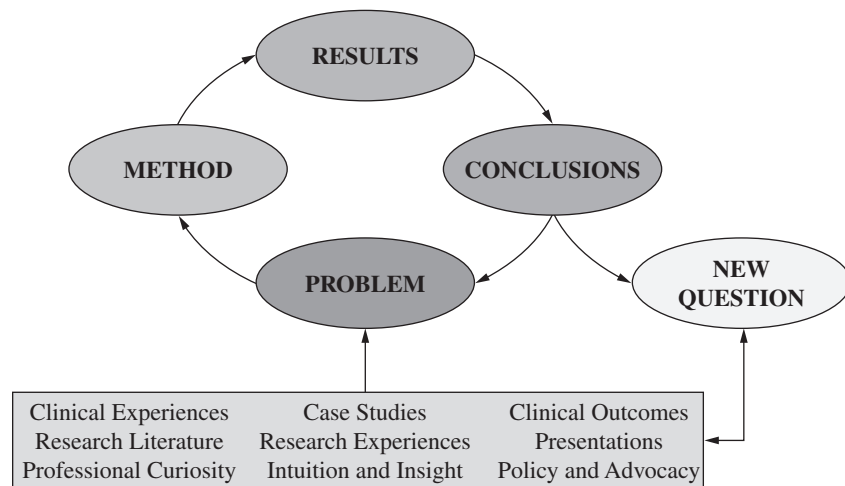 RESULTS
METHOD
CONCLUSIONS
PROBLEM
NEW
QUESTION
Clinical Experiences
Research Literature
Professional Curiosity
Case Studies
Research Experiences
Intuition and Insight
Clinical Outcomes
Presentations
Policy and Advocacy